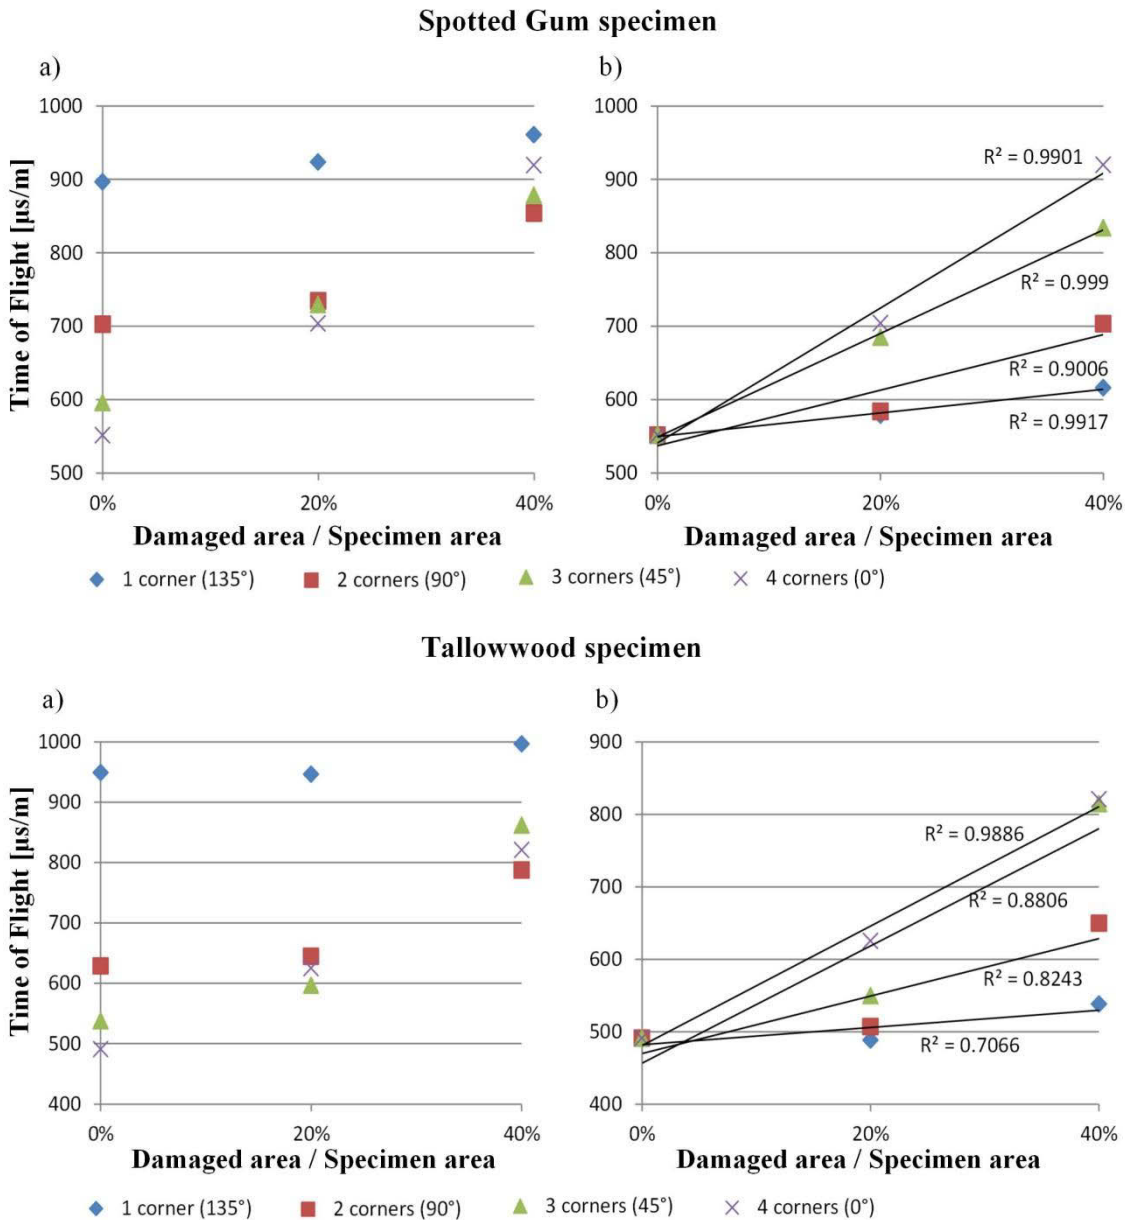 Spotted Gum specimen
a)
b)
Time of Flight [µs/m]
1000
900
800
700
600
500
0%
20%
40%
Damaged area / Specimen area
1000
900
800
700
600
500
R² = 0.9901
R² = 0.999
R² = 0.9006
R² = 0.9917
0%
20%
40%
Damaged area / Specimen area
1 corner (135°)
2 corners (90°)
3 corners (45°)
4 corners (0°)
Tallowwood specimen
a)
b)
Time of Flight [µs/m]
1000
900
800
700
600
500
400
0%
20%
40%
Damaged area / Specimen area
900
800
700
600
500
400
R² = 0.9886
R² = 0.8806
R² = 0.8243
R² = 0.7066
0%
20%
40%
Damaged area / Specimen area
1 corner (135°)
2 corners (90°)
3 corners (45°)
4 corners (0°)